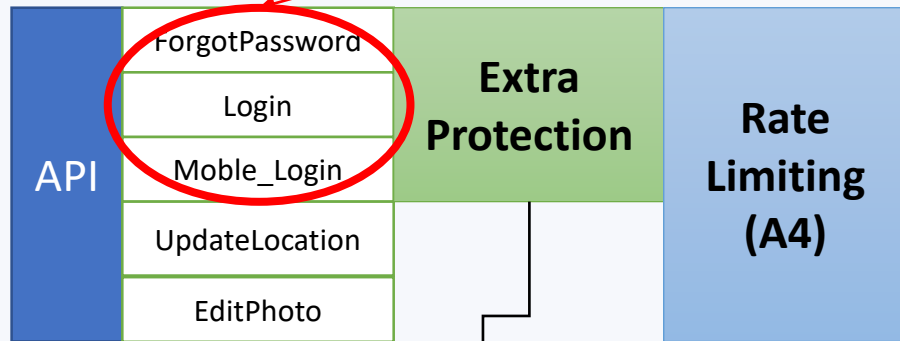 API
ForgotPassword
Login
Moble_Login
UpdateLocation
EditPhoto
Extra
Protection
Rate
Limiting
(A4)